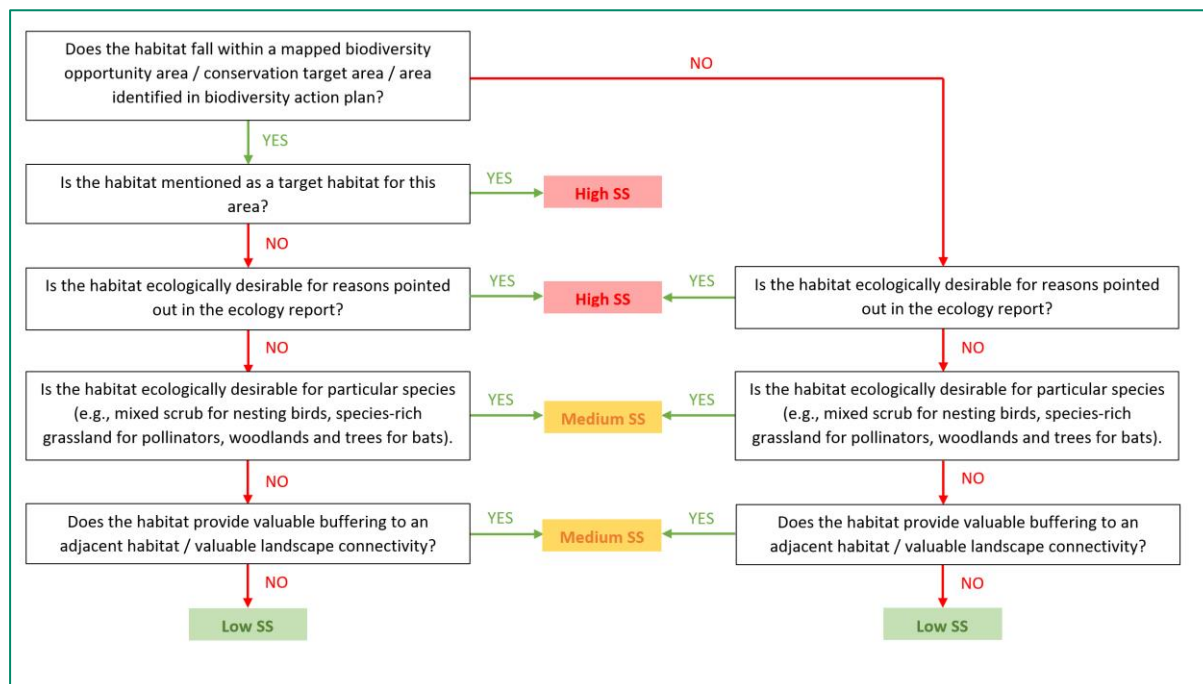 Does the habitat fall within a mapped biodiversity
opportunity area / conservation target area / area
identified in biodiversity action plan?
NO
YES
Is the habitat mentioned as a target habitat for this
area?
YES
High SS
NO
Is the habitat ecologically desirable for reasons pointed
out in the ecology report?
YES
High SS
YES
Is the habitat ecologically desirable for reasons pointed
out in the ecology report?
NO
NO
Is the habitat ecologically desirable for particular species
(e.g., mixed scrub for nesting birds, species-rich
grassland for pollinators, woodlands and trees for bats).
YES
Medium SS
YES
Is the habitat ecologically desirable for particular species
(e.g., mixed scrub for nesting birds, species-rich
grassland for pollinators, woodlands and trees for bats).
NO
NO
Does the habitat provide valuable buffering to an
adjacent habitat / valuable landscape connectivity?
YES
Medium SS
YES
Does the habitat provide valuable buffering to an
adjacent habitat / valuable landscape connectivity?
NO
NO
Low SS
Low SS